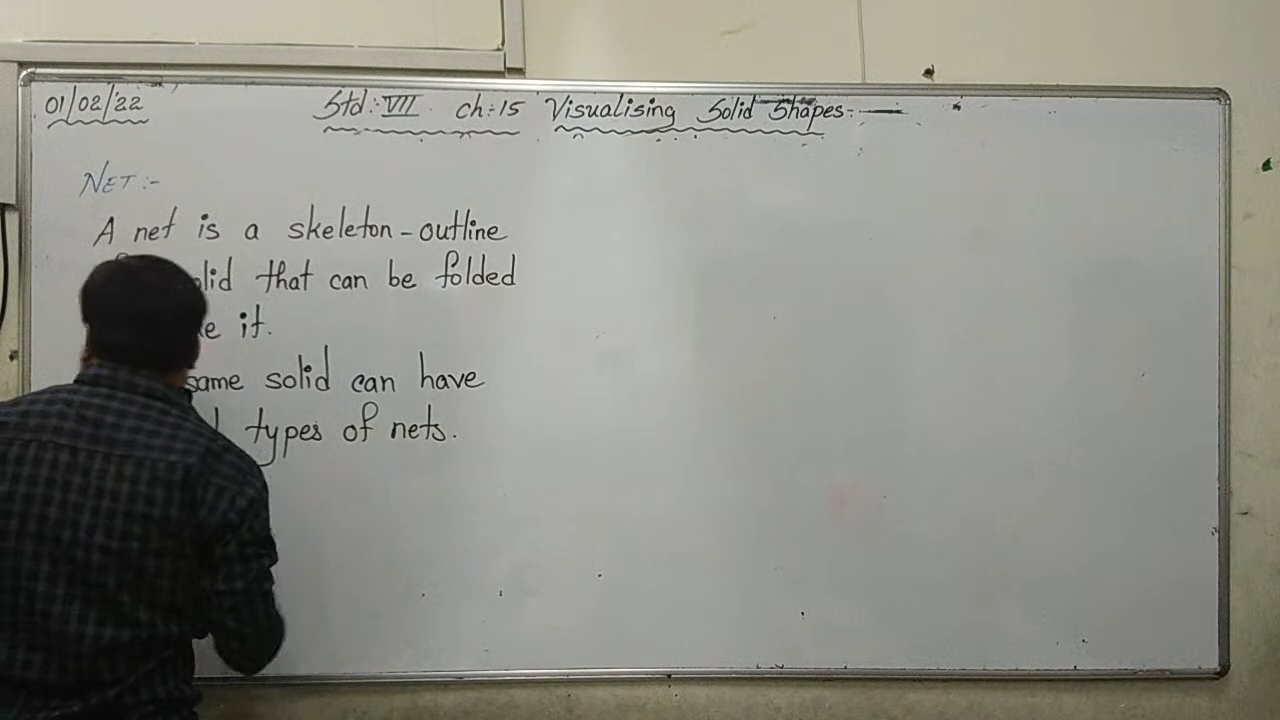 01/02/22
Std:VII ch:15 Visualising Solid Shapes:-
NET:-
A net is a skeleton-outline
that can be folded
it.
same solid can have
types of nets.